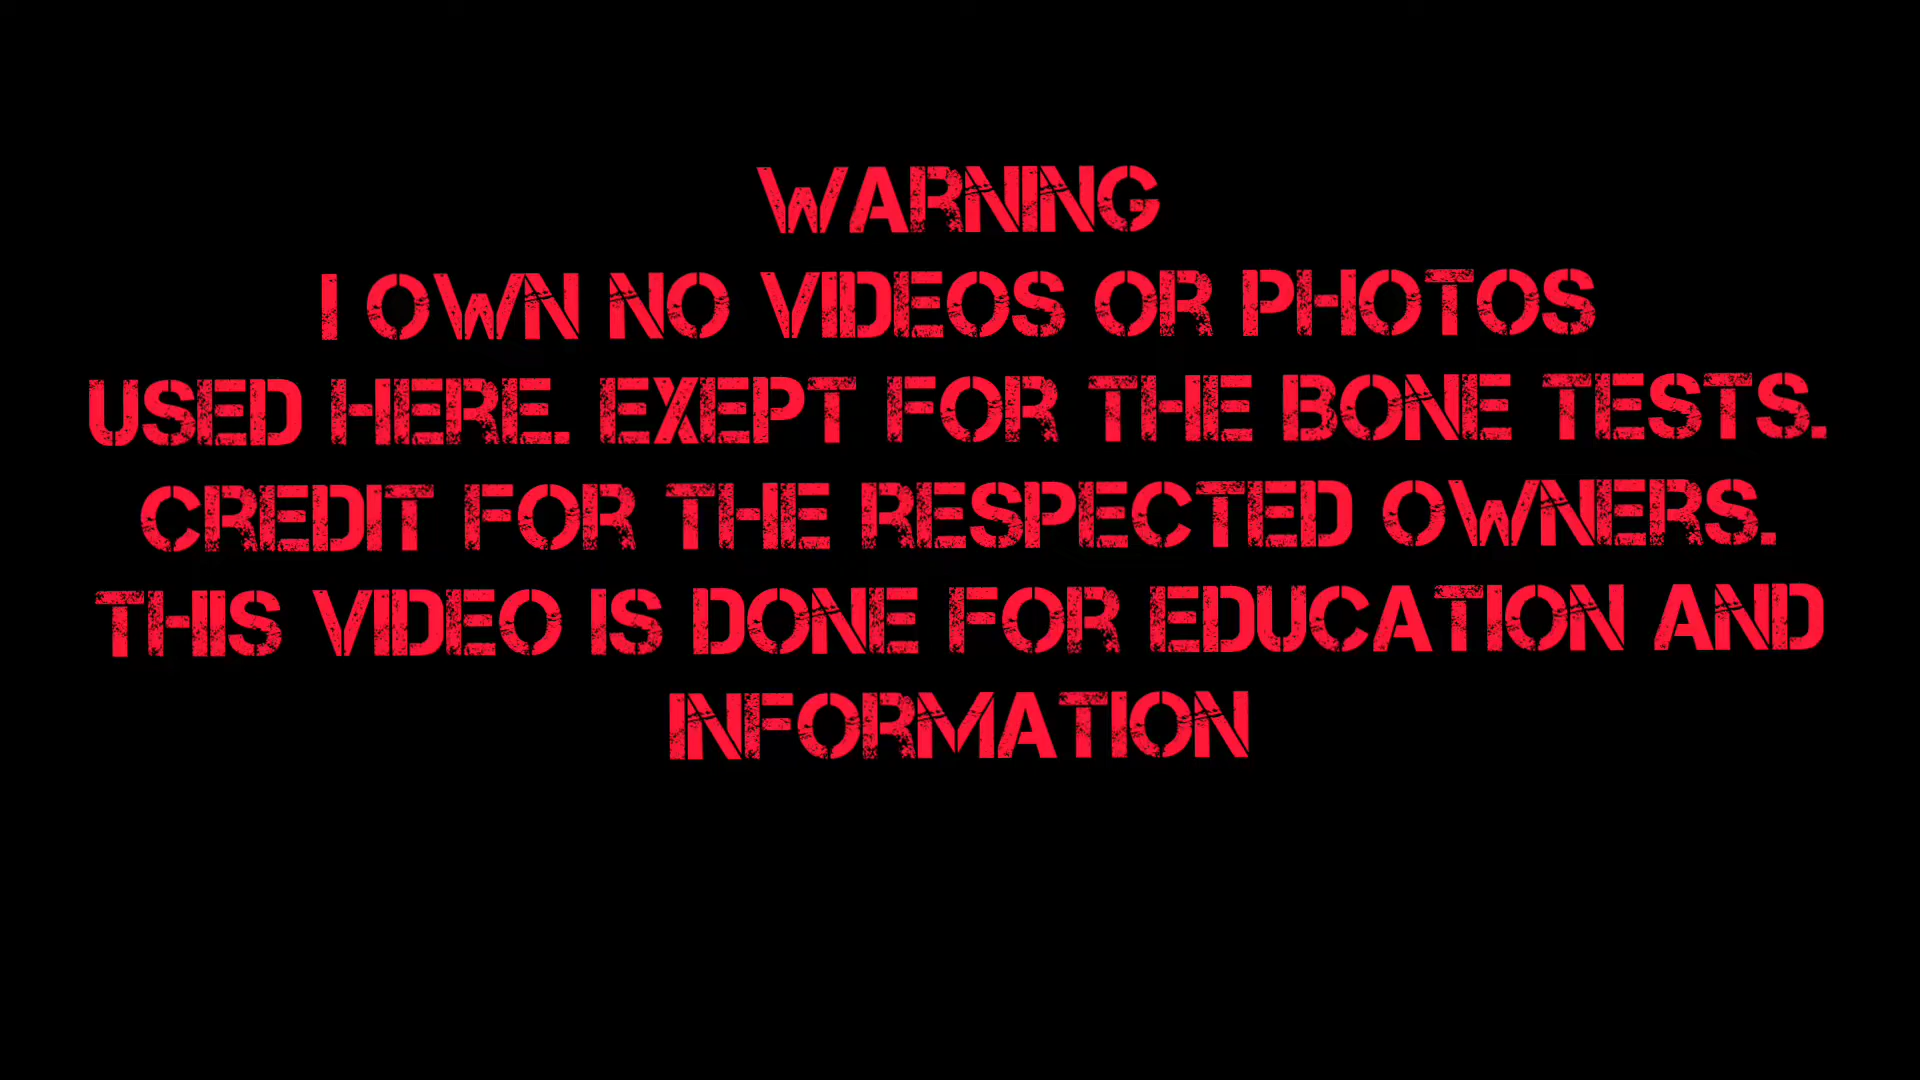 WARNING
I OWN NO VIDEOS OR PHOTOS
USED HERE. EXEPT FOR THE BONE TESTS.
CREDIT FOR THE RESPECTED OWNERS.
THIS VIDEO IS DONE FOR EDUCATION AND
INFORMATION